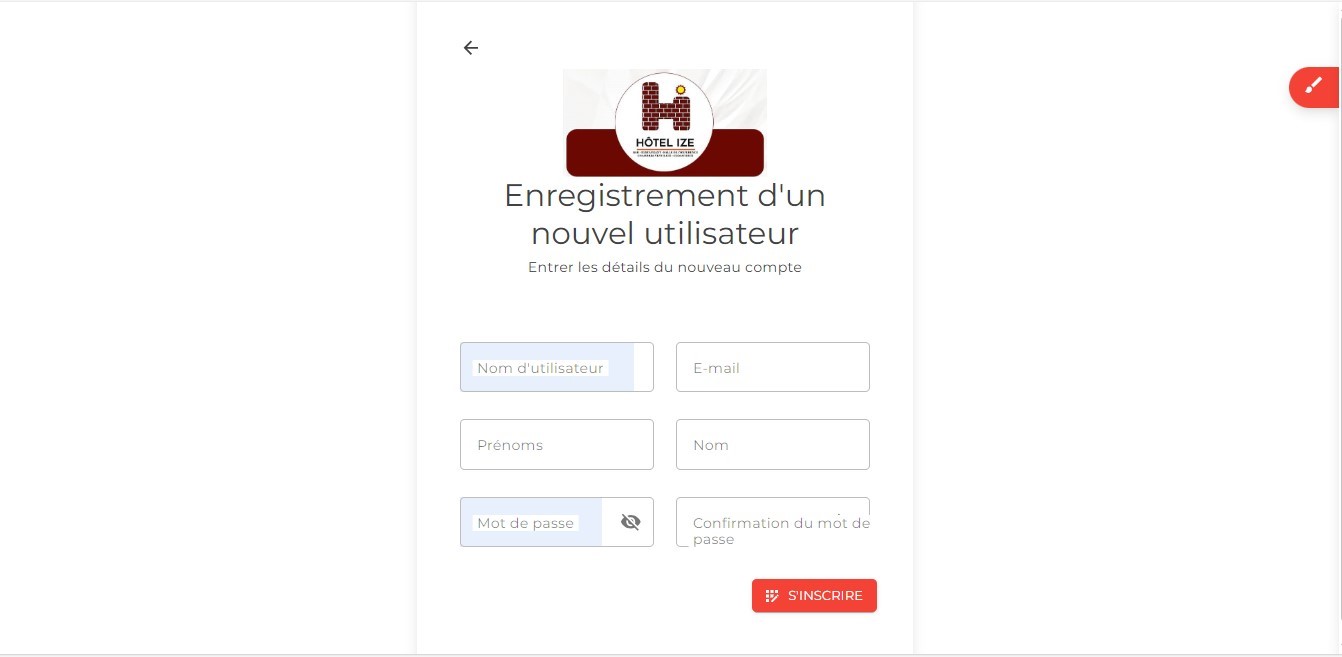 HÔTEL IZE
Enregistrement d'un
nouvel utilisateur
Entrer les détails du nouveau compte
Nom d'utilisateur
E-mail
Prénoms
Nom
Mot de passe
Confirmation du mot de
passe
S'INSCRIRE